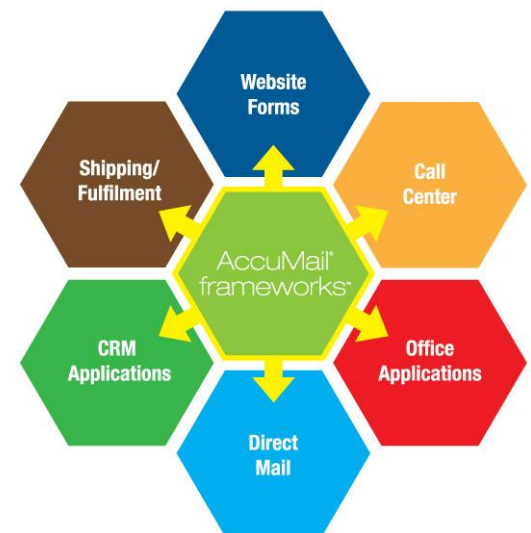 Website
Forms
Shipping/
Fulfilment
Call
Center
AccuMail®
frameworks™
CRM
Applications
Office
Applications
Direct
Mail